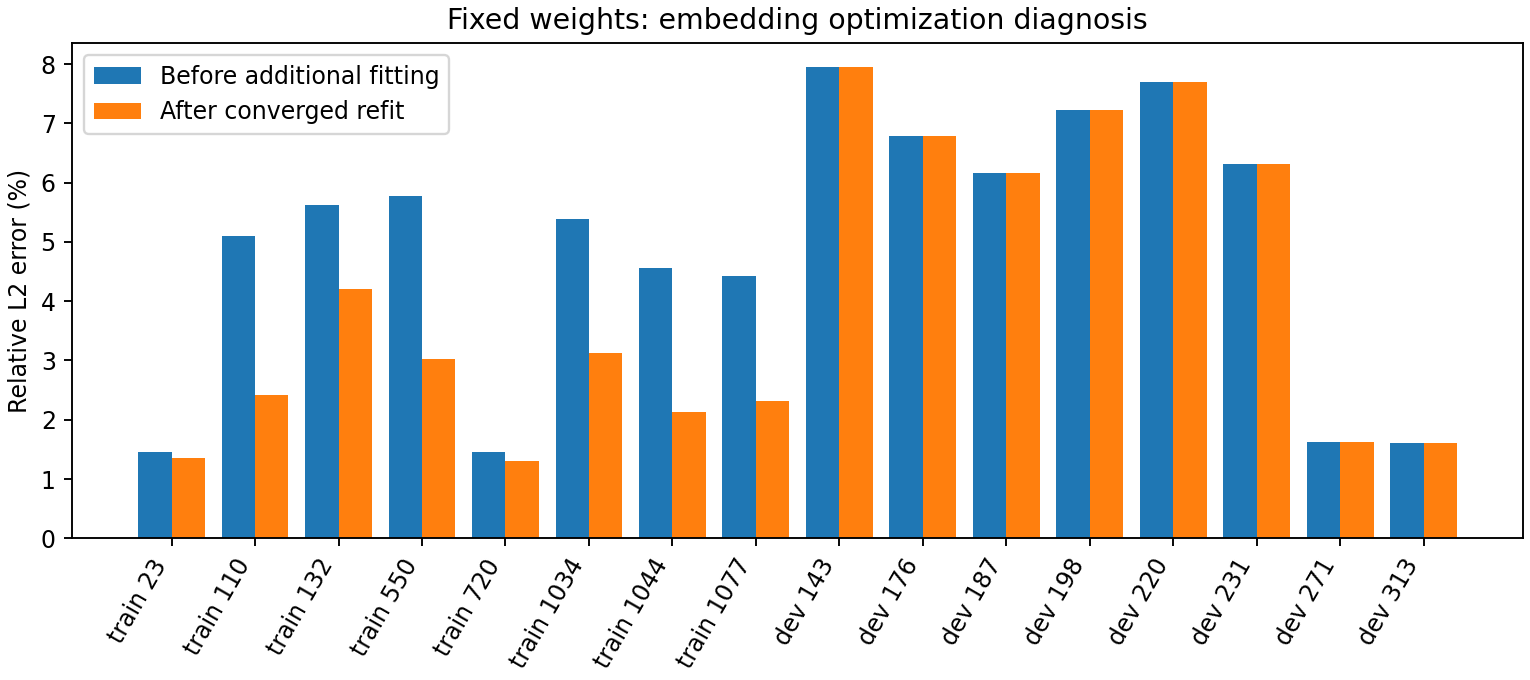 Fixed weights: embedding optimization diagnosis
Before additional fitting
After converged refit
Relative L2 error (%)
8
7
6
5
4
3
2
1
0
train 23
train 110
train 132
train 550
train 720
train 1034
train 1044
train 1077
dev 143
dev 176
dev 187
dev 198
dev 220
dev 231
dev 271
dev 313